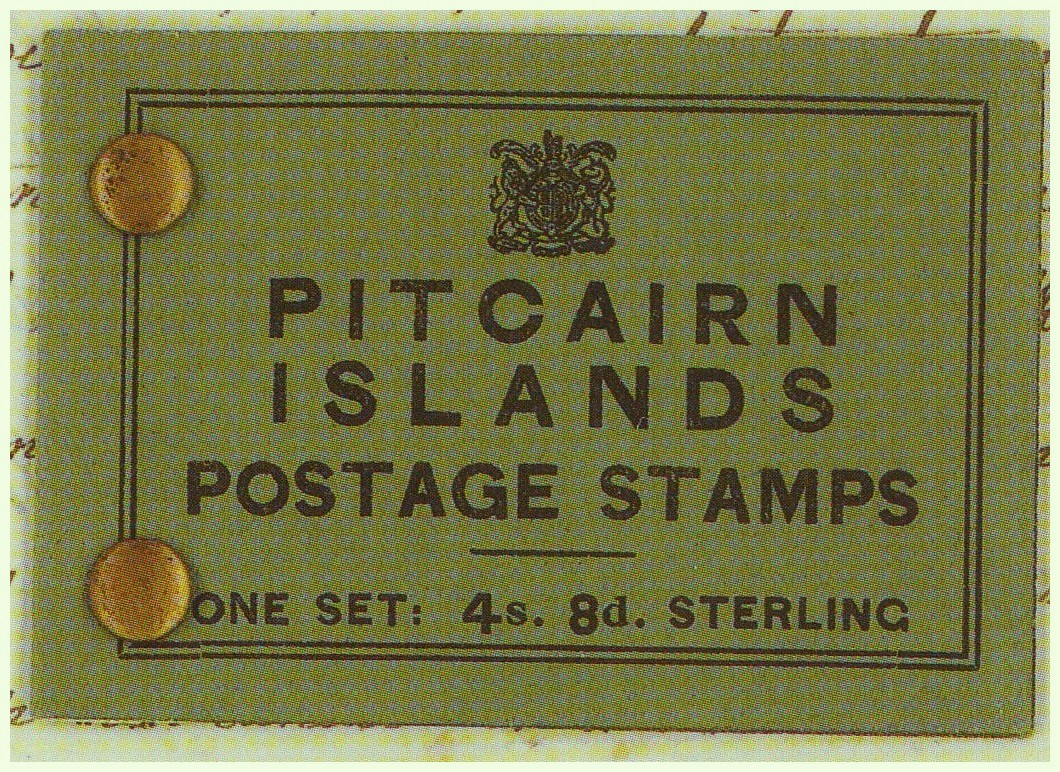 PITCAIRN
ISLANDS
POSTAGE STAMPS
ONE SET: 4s. 8d. STERLING